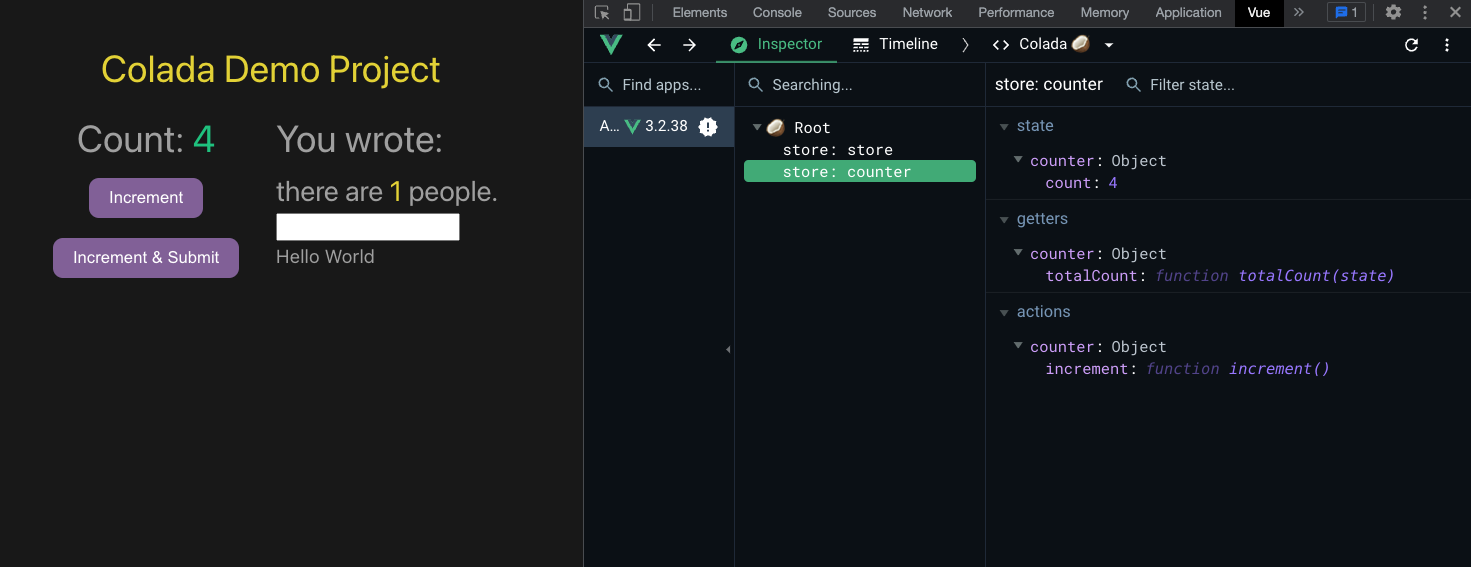 Colada Demo Project
Count: 4
Increment
Increment & Submit
You wrote:
there are 1 people.
Hello World
Elements Console Sources Network Performance Memory Application Vue 1
Inspector Timeline Colada
Find apps...
A... 3.2.38
Searching...
Root
store: store
store: counter
store: counter Filter state...
state
counter: Object
count: 4
getters
counter: Object
totalCount: function totalCount(state)
actions
counter: Object
increment: function increment()